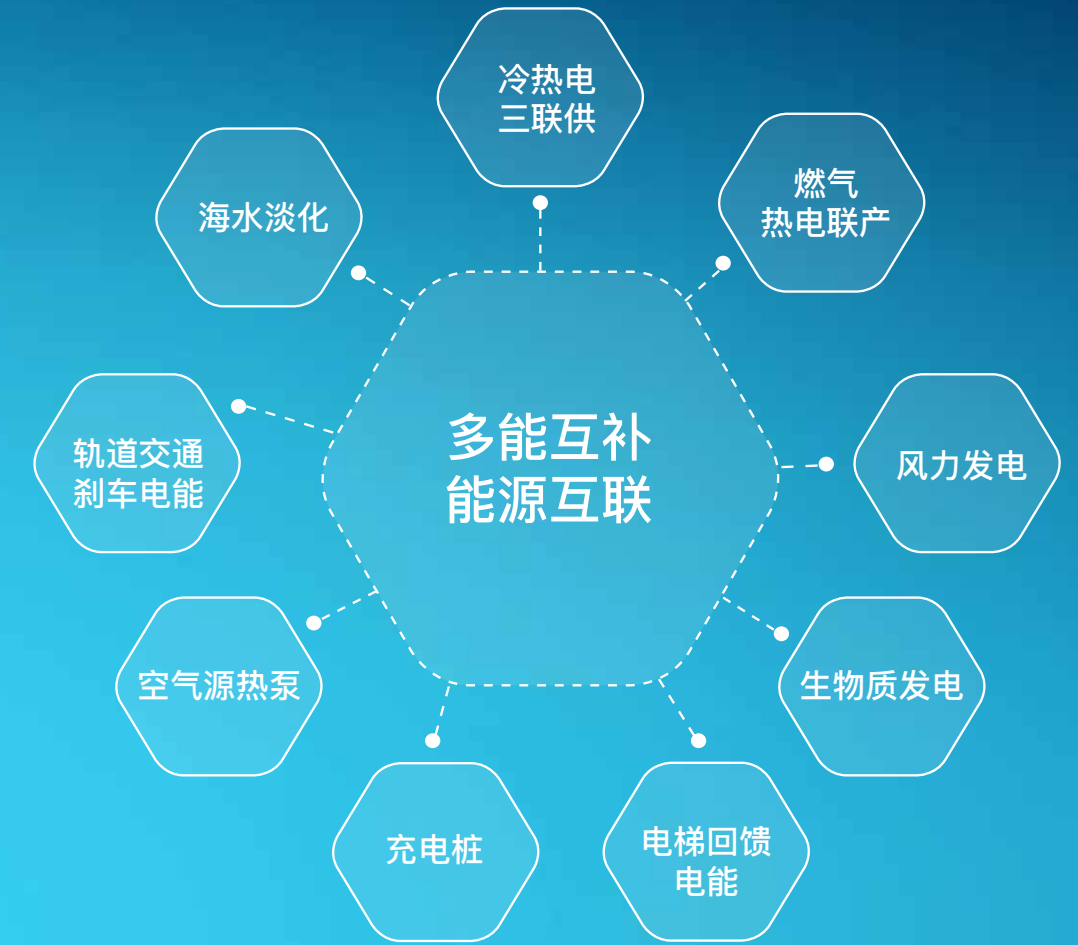 冷热电
三联供
燃气
热电联产
海水淡化
多能互补
能源互联
轨道交通
刹车电能
风力发电
空气源热泵
生物质发电
充电桩
电梯回馈
电能